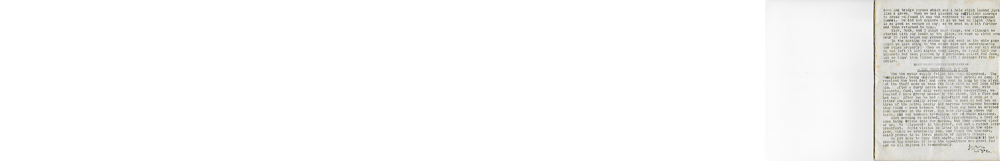 down log bridge across which was a hole which looked just
like a grave. When we had plucked up sufficient courage
to cross we found it was the entrance to an underground
tunnel. We did not explore it as we had no light (that
is as good an excuse as any) so we went on a bit further
and then returned to camp.
Nick, Honk, and I slept on a slope, and although we
started with our heads up the slope, we woke up about eve
hour 20 feet below our groundsheets.
In the morning we packed up and went on the wide game
which we lost owing to the other side not understanding
the rules properly! When we returned to get our kit which
we had left at last nights camp place, we found that our
blankets had been pinched by a gentleman called Red Jake,
but we found then hidden nearby with a message from the
outlaw.
- THE "WOODPIG'S" DAY OUT
Whe the water supply failed the Camp dispersed. The
Woodpigeons, being undoubtedly the best patrol at camp (?
received the best deal and were sent to camp by the river
and the Staff made us take Pen Gale with us and look after
him. After a dusty march under a very hot sun, with
blankets, food, and only very necessary necessities, we
reached a nice grassy meadow by the river, lit a fire and
had tea. After tea we had a mud-fight and a swim in a
rather shallow chilly river. When we went to bed two or
three of the patrol nearly had nervous breakdowns because
they found a worm between them! From our beds we watched
some moorhen in the river, two bats circling above our
heads, and our bombers travelling out on their missions.
Next morning we watched, with apprehension, a herd of
cows being driven into our meadow, but they steered clear
of us. We "kippered" in the river, and eat a rather large
breakfast. Royds visited us later to explain the wide
game, which we eventually won, and found the treasure,
which proved to be three packets of Smith's Crisps.
We got back to Camp that night, and although it had b
broken the routine of camp the expedition was great fun
and we all enjoyed it tremendously.
5th Fm.